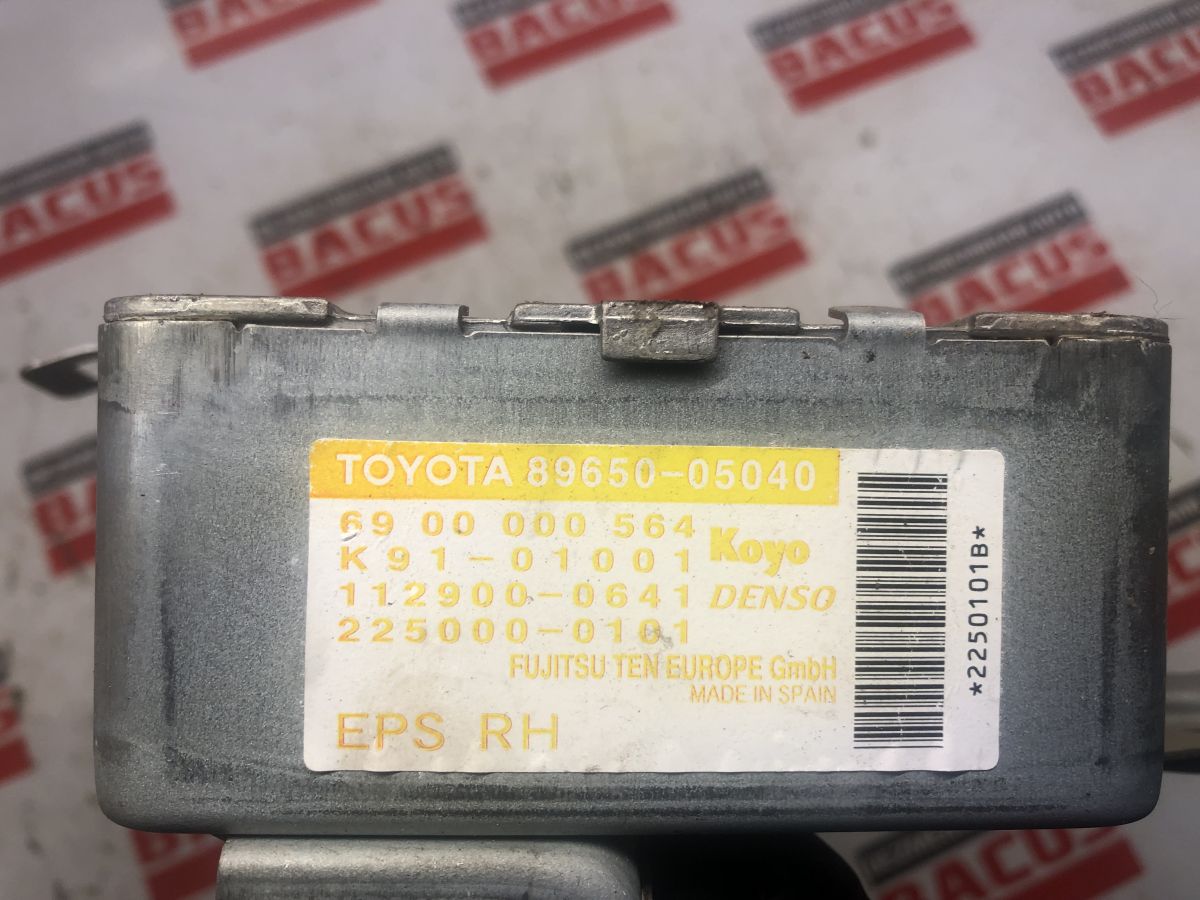 BACUS
BACUS
BACUS
BACUS
BACUS
BACUS
BACUS
BACUS
TOYOTA 89650-05040
69 00 000 564
K91-01001 Koyo
112900-0641 DENSO
225000-0101
FUJITSU TEN EUROPE GmbH
MADE IN SPAIN
EPS RH
*2250101B*